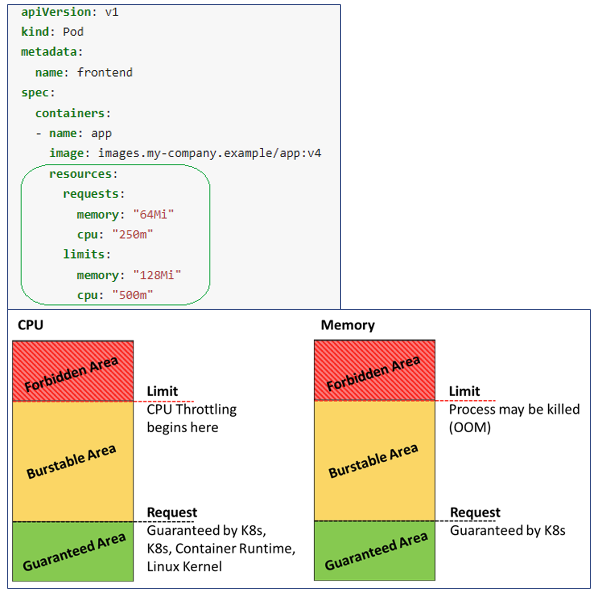 apiVersion: v1
kind: Pod
metadata:
  name: frontend
spec:
  containers:
  - name: app
    image: images.my-company.example/app:v4
    resources:
      requests:
        memory: "64Mi"
        cpu: "250m"
      limits:
        memory: "128Mi"
        cpu: "500m"
CPU
Forbidden Area
Limit
CPU Throttling
begins here
Burstable Area
Request
Guaranteed by K8s,
K8s, Container Runtime,
Linux Kernel
Guaranteed Area
Memory
Forbidden Area
Limit
Process may be killed
(OOM)
Burstable Area
Request
Guaranteed by K8s
Guaranteed Area